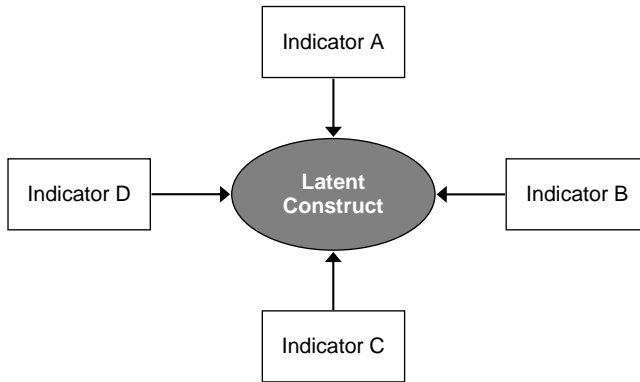 Indicator A
Indicator D
Latent
Construct
Indicator B
Indicator C